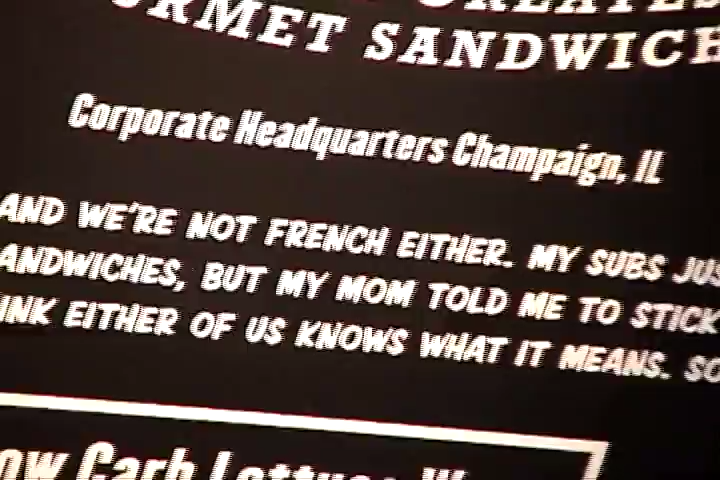 SANDWICH
Corporate Headquarters Champaign, IL
AND WE'RE NOT FRENCH EITHER. MY SUBS JUS
ANDWICHES, BUT MY MOM TOLD ME TO STICK
INK EITHER OF US KNOWS WHAT IT MEANS. SO
ow Carb Lettuce